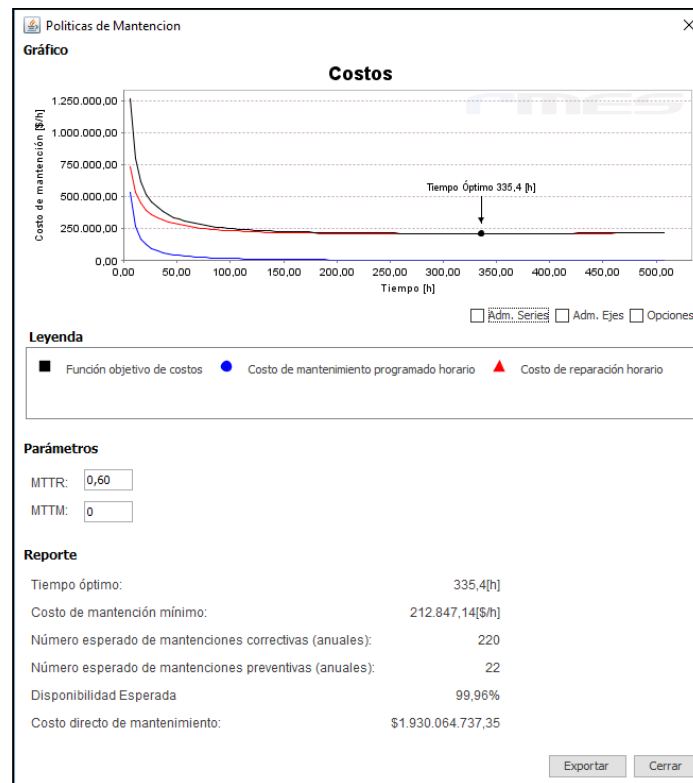 Politicas de Mantencion
Gráfico
Costos
rmes
Costo de mantención [$/h]
1.250.000,00
1.000.000,00
750.000,00
500.000,00
250.000,00
0,00
Tiempo Óptimo 335,4 [h]
0,00 50,00 100,00 150,00 200,00 250,00 300,00 350,00 400,00 450,00 500,00
Tiempo [h]
Adm. Series Adm. Ejes Opciones
Leyenda
Función objetivo de costos Costo de mantenimiento programado horario Costo de reparación horario
Parámetros
MTTR: 0,60
MTTM: 0
Reporte
Tiempo óptimo: 335,4[h]
Costo de mantención mínimo: 212.847,14[$/h]
Número esperado de mantenciones correctivas (anuales): 220
Número esperado de mantenciones preventivas (anuales): 22
Disponibilidad Esperada 99,96%
Costo directo de mantenimiento: $1.930.064.737,35
Exportar Cerrar